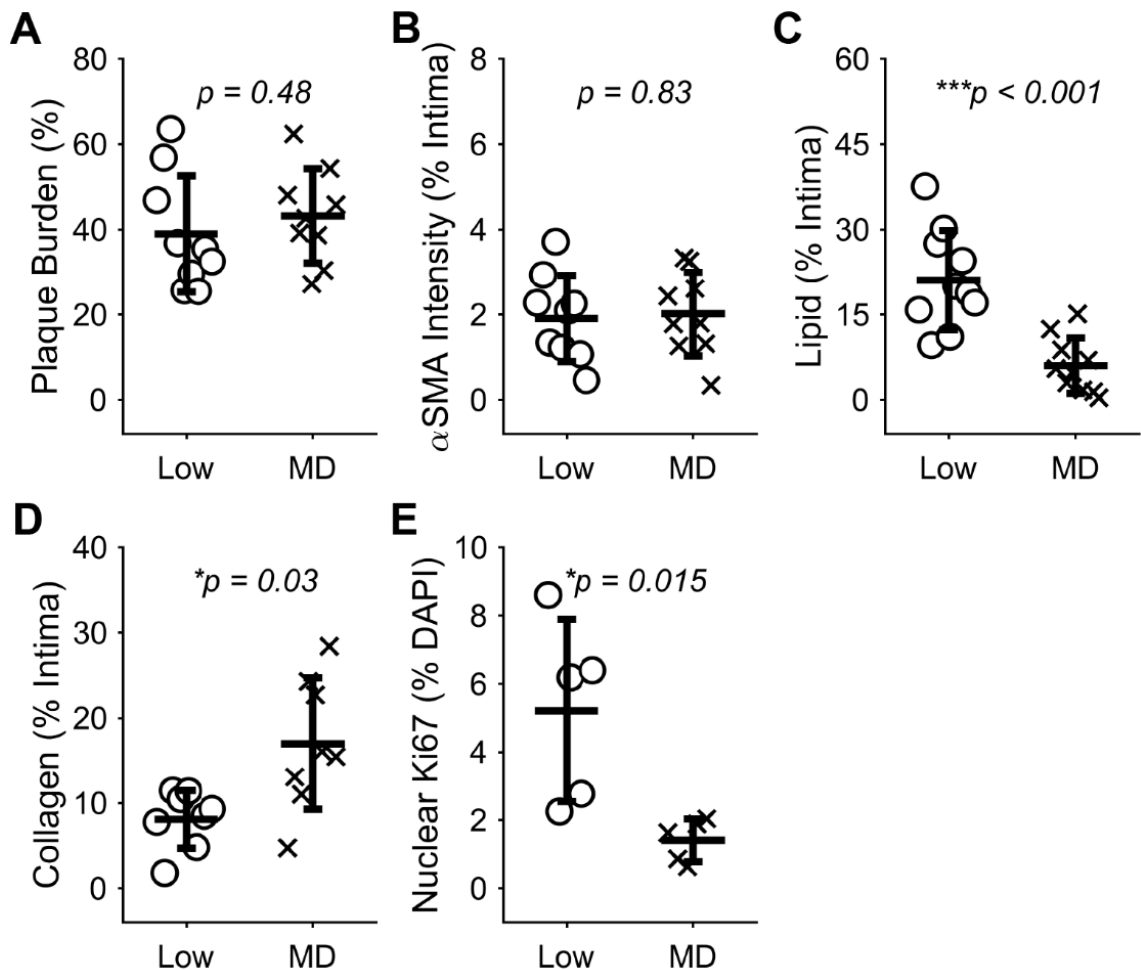 A
Plaque Burden (%)
80
60
40
20
0
p = 0.48
Low MD
B
αSMA Intensity (% Intima)
8
6
4
2
0
p = 0.83
Low MD
C
Lipid (% Intima)
60
45
30
15
0
***p < 0.001
Low MD
D
Collagen (% Intima)
40
30
20
10
0
*p = 0.03
Low MD
E
Nuclear Ki67 (% DAPI)
10
8
6
4
2
0
*p = 0.015
Low MD